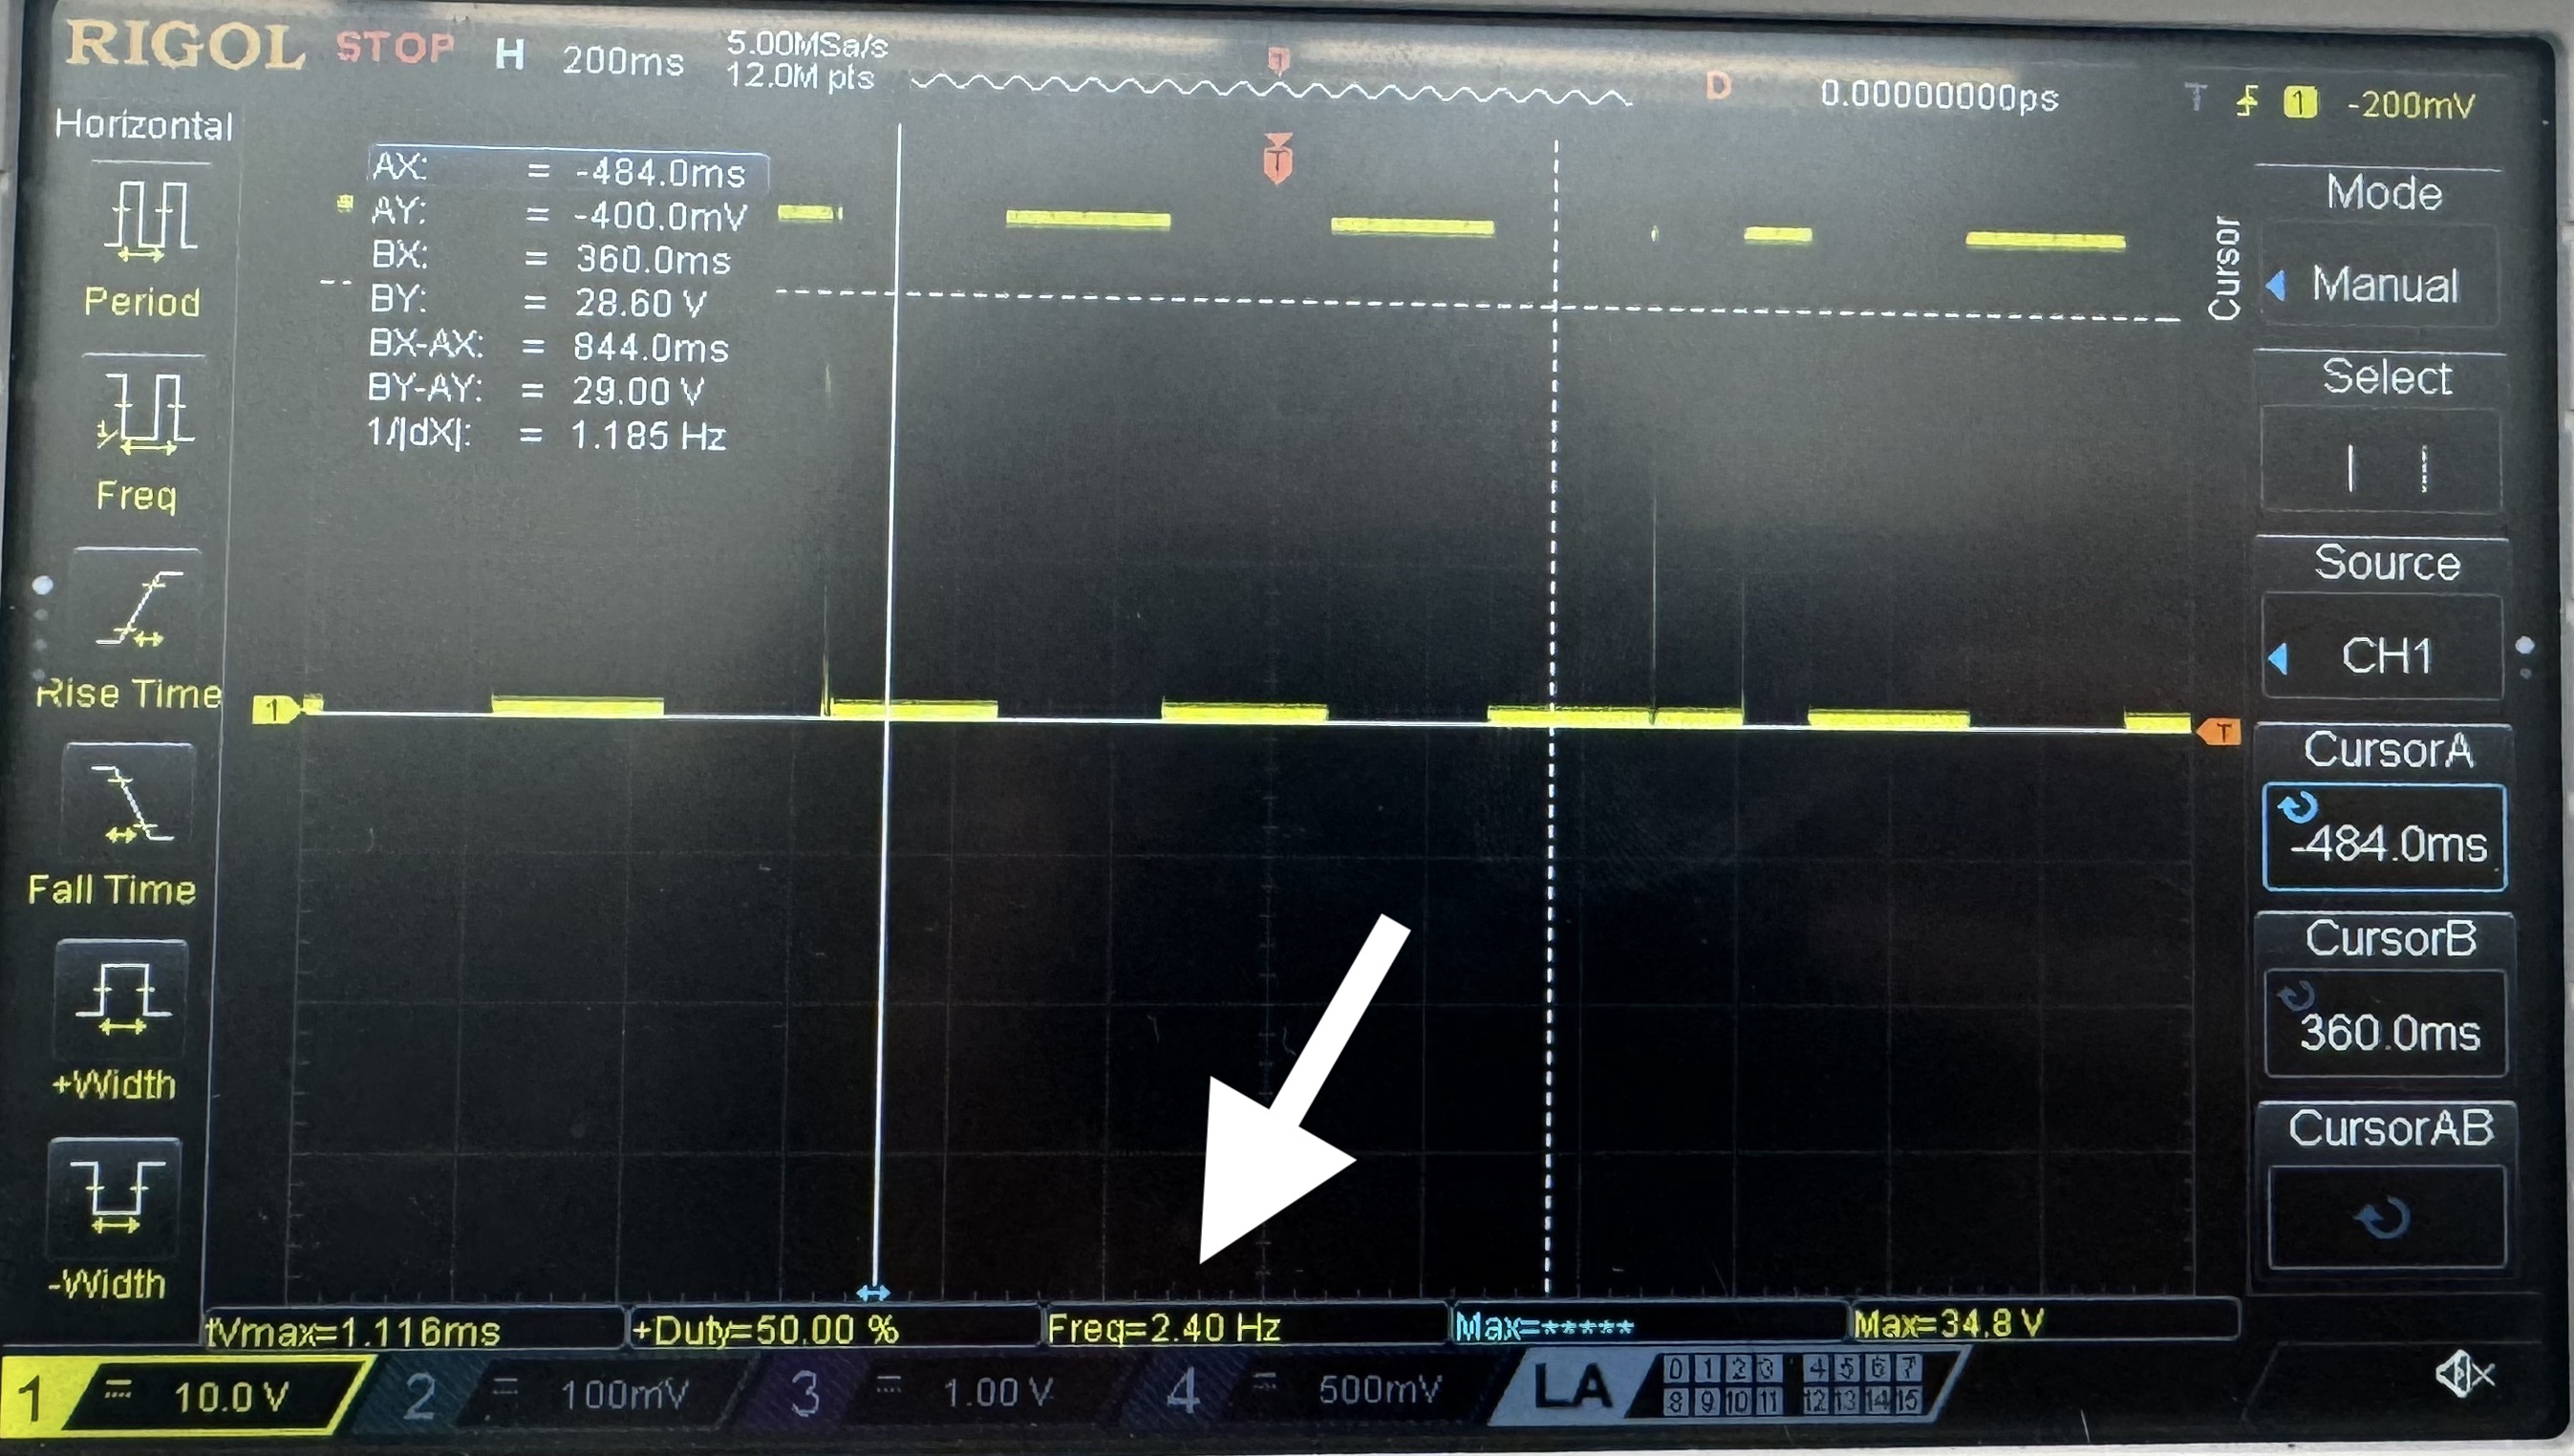 RIGOL STOP H 200ms 5.00MSa/s 12.0M pts D 0.00000000ps T 1 -200mV
Horizontal
Period
Freq
Rise Time
Fall Time
+Width
-Width
AX: = -484.0ms
AY: = -400.0mV
BX: = 360.0ms
BY: = 28.60 V
BX-AX: = 844.0ms
BY-AY: = 29.00 V
1/|dX|: = 1.185 Hz
T
1
T
Cursor
Mode
Manual
Select
Source
CH1
CursorA
-484.0ms
CursorB
360.0ms
CursorAB
tVmax=1.116ms +Duty=50.00 % Freq=2.40 Hz Max=***** Max=34.8 V
1 = 10.0 V 2 = 100mV 3 = 1.00 V 4 = 500mV LA
0 1 2 3 4 5 6 7
8 9 10 11 12 13 14 15